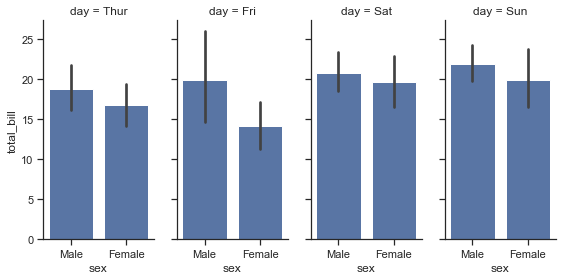 day = Thur day = Fri day = Sat day = Sun
25
20
15
10
5
0
total_bill
Male Female Male Female Male Female Male Female
sex sex sex sex